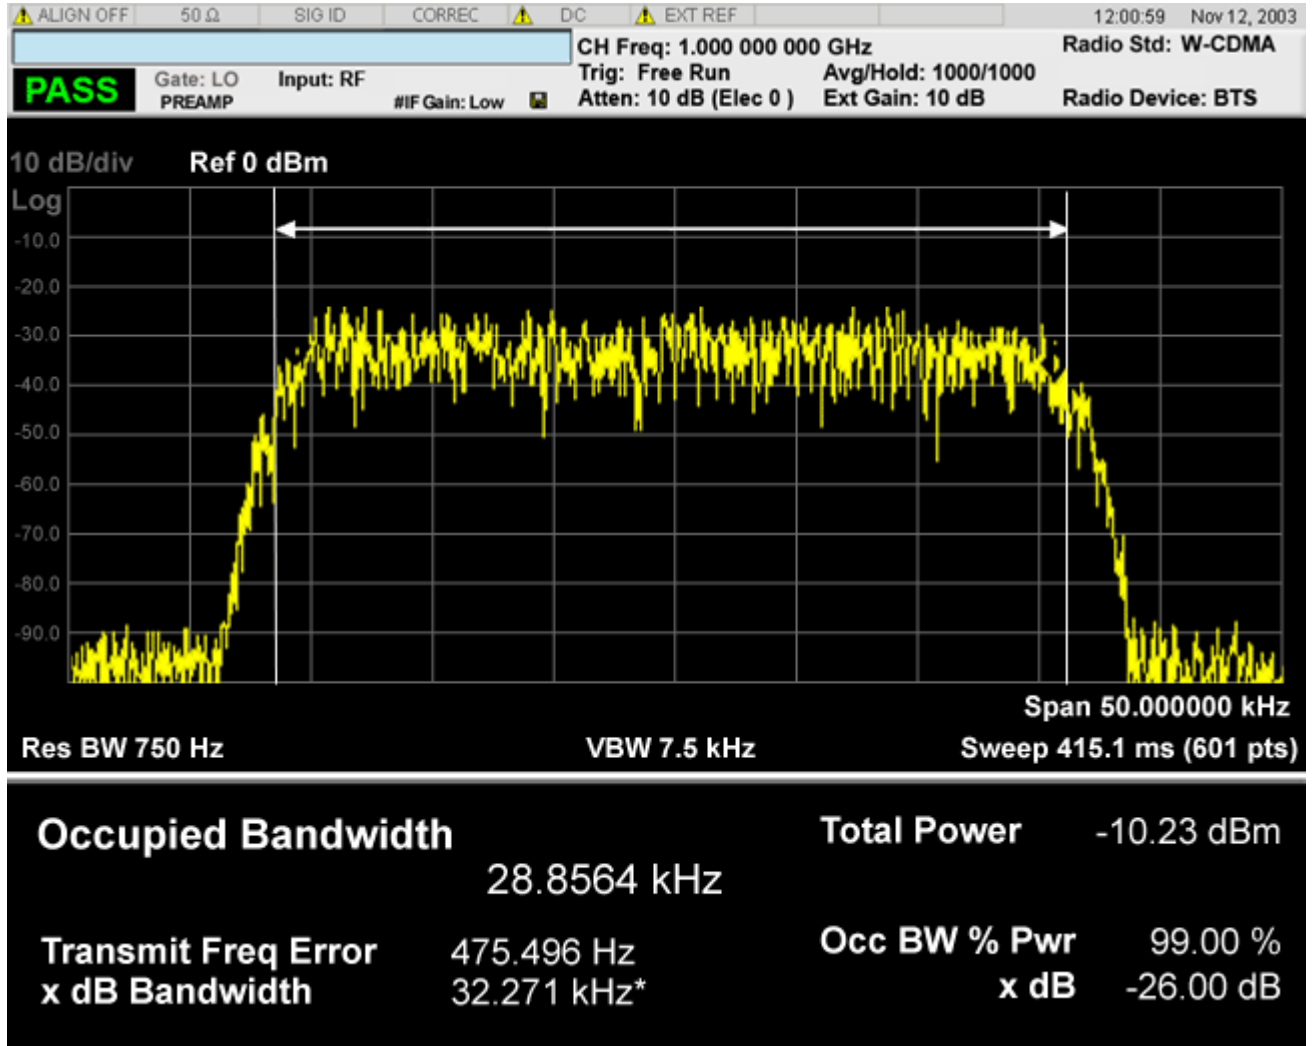 ALIGN OFF 50 Ω SIG ID CORREC DC EXT REF 12:00:59 Nov 12, 2003
CH Freq: 1.000 000 000 GHz Radio Std: W-CDMA
PASS Gate: LO Input: RF Trig: Free Run Avg/Hold: 1000/1000
PREAMP #IF Gain: Low Atten: 10 dB (Elec 0 ) Ext Gain: 10 dB Radio Device: BTS
10 dB/div Ref 0 dBm
Log
-10.0
-20.0
-30.0
-40.0
-50.0
-60.0
-70.0
-80.0
-90.0
Span 50.000000 kHz
Res BW 750 Hz VBW 7.5 kHz Sweep 415.1 ms (601 pts)
Occupied Bandwidth Total Power -10.23 dBm
28.8564 kHz
Transmit Freq Error 475.496 Hz Occ BW % Pwr 99.00 %
x dB Bandwidth 32.271 kHz* x dB -26.00 dB